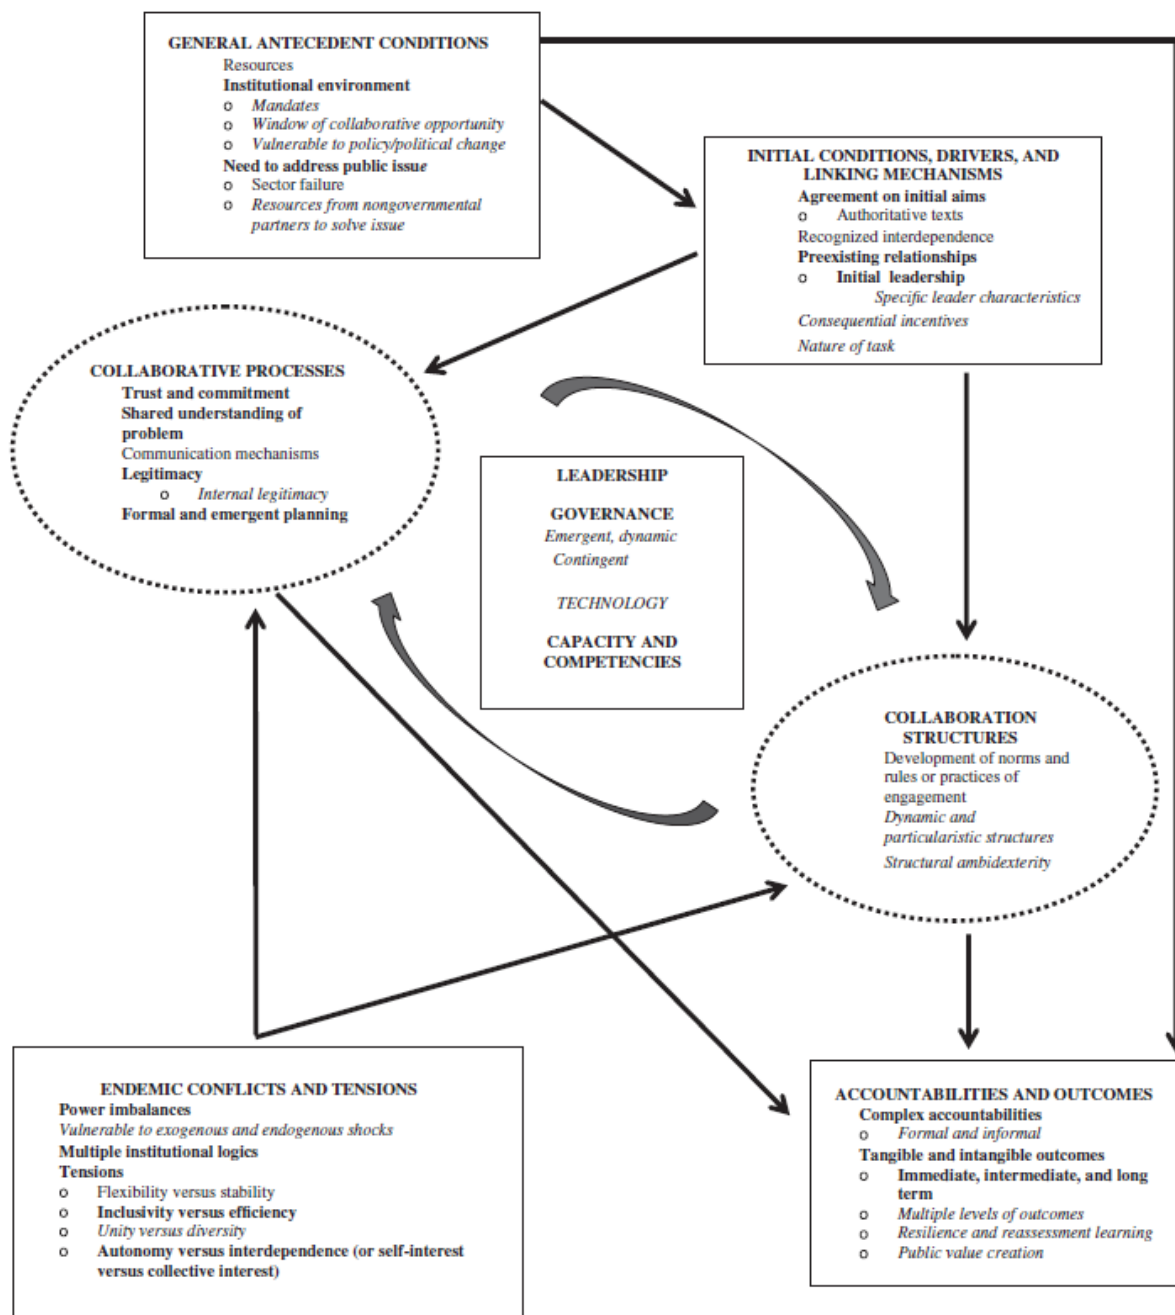 GENERAL ANTECEDENT CONDITIONS
Resources
Institutional environment
o Mandates
o Window of collaborative opportunity
o Vulnerable to policy/political change
Need to address public issue
o Sector failure
o Resources from nongovernmental
partners to solve issue
INITIAL CONDITIONS, DRIVERS, AND
LINKING MECHANISMS
Agreement on initial aims
o Authoritative texts
Recognized interdependence
Preexisting relationships
o Initial leadership
Specific leader characteristics
Consequential incentives
Nature of task
COLLABORATIVE PROCESSES
Trust and commitment
Shared understanding of
problem
Communication mechanisms
Legitimacy
o Internal legitimacy
Formal and emergent planning
LEADERSHIP
GOVERNANCE
Emergent, dynamic
Contingent
TECHNOLOGY
CAPACITY AND
COMPETENCIES
COLLABORATION
STRUCTURES
Development of norms and
rules or practices of
engagement
Dynamic and
particularistic structures
Structural ambidexterity
ENDEMIC CONFLICTS AND TENSIONS
Power imbalances
Vulnerable to exogenous and endogenous shocks
Multiple institutional logics
Tensions
o Flexibility versus stability
o Inclusivity versus efficiency
o Unity versus diversity
o Autonomy versus interdependence (or self-interest
versus collective interest)
ACCOUNTABILITIES AND OUTCOMES
Complex accountabilities
o Formal and informal
Tangible and intangible outcomes
o Immediate, intermediate, and long
term
o Multiple levels of outcomes
o Resilience and reassessment learning
o Public value creation